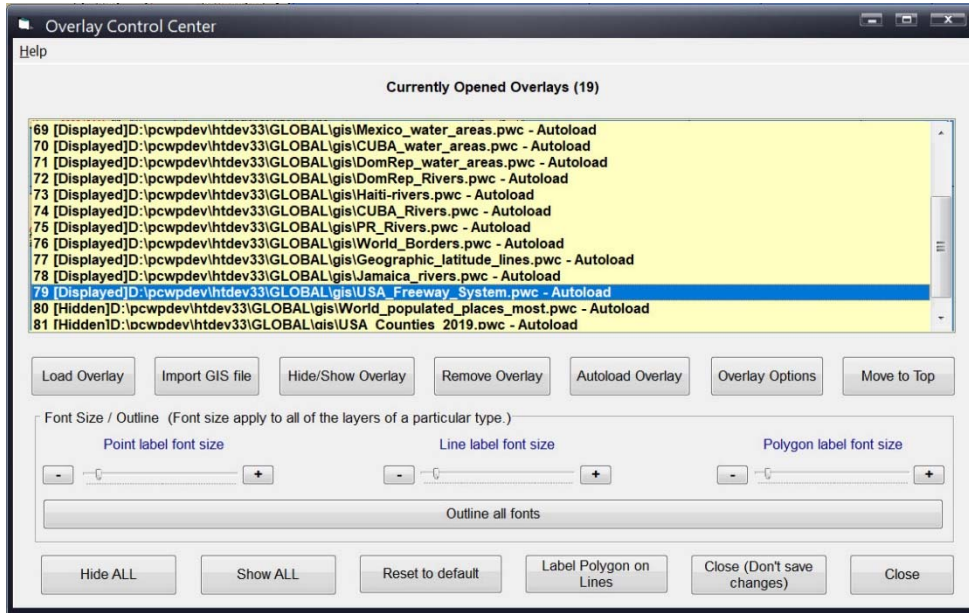 Overlay Control Center
Help
Currently Opened Overlays (19)
69 [Displayed]D:\pcwpdev\htdev33\GLOBAL\gis\Mexico_water_areas.pwc - Autoload
70 [Displayed]D:\pcwpdev\htdev33\GLOBAL\gis\CUBA_water_areas.pwc - Autoload
71 [Displayed]D:\pcwpdev\htdev33\GLOBAL\gis\DomRep_water_areas.pwc - Autoload
72 [Displayed]D:\pcwpdev\htdev33\GLOBAL\gis\DomRep_Rivers.pwc - Autoload
73 [Displayed]D:\pcwpdev\htdev33\GLOBAL\gis\Haiti-rivers.pwc - Autoload
74 [Displayed]D:\pcwpdev\htdev33\GLOBAL\gis\CUBA_Rivers.pwc - Autoload
75 [Displayed]D:\pcwpdev\htdev33\GLOBAL\gis\PR_Rivers.pwc - Autoload
76 [Displayed]D:\pcwpdev\htdev33\GLOBAL\gis\World_Borders.pwc - Autoload
77 [Displayed]D:\pcwpdev\htdev33\GLOBAL\gis\Geographic_latitude_lines.pwc - Autoload
78 [Displayed]D:\pcwpdev\htdev33\GLOBAL\gis\Jamaica_rivers.pwc - Autoload
79 [Displayed]D:\pcwpdev\htdev33\GLOBAL\gis\USA_Freeway_System.pwc - Autoload
80 [Hidden]D:\pcwpdev\htdev33\GLOBAL\gis\World_populated_places_most.pwc - Autoload
81 [Hidden]D:\pcwpdev\htdev33\GLOBAL\gis\USA_Counties_2019.pwc - Autoload
Load Overlay Import GIS file Hide/Show Overlay Remove Overlay Autoload Overlay Overlay Options Move to Top
Font Size / Outline (Font size apply to all of the layers of a particular type.)
Point label font size Line label font size Polygon label font size
- + - + - +
Outline all fonts
Hide ALL Show ALL Reset to default Label Polygon on Lines Close (Don't save changes) Close